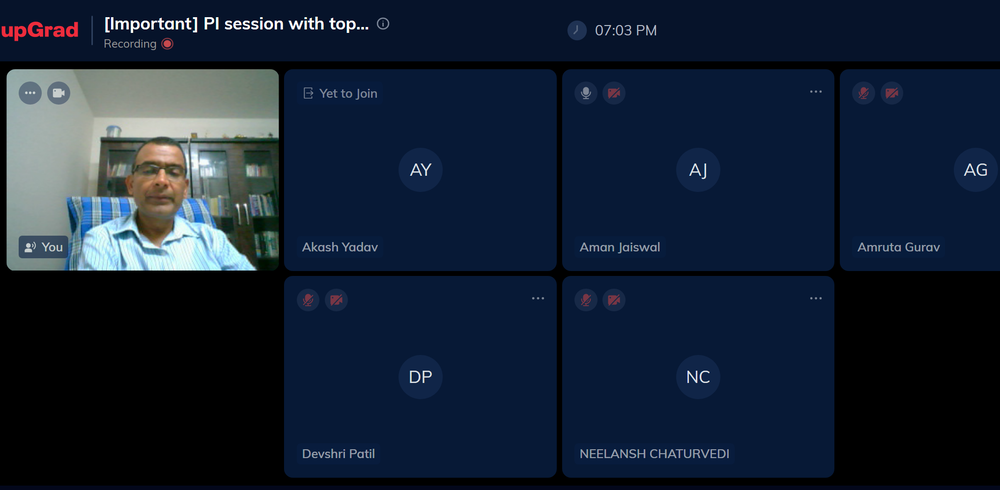 upGrad
[Important] PI session with top...
Recording
07:03 PM
You
Yet to Join
AY
Akash Yadav
AJ
Aman Jaiswal
AG
Amruta Gurav
DP
Devshri Patil
NC
NEELANSH CHATURVEDI